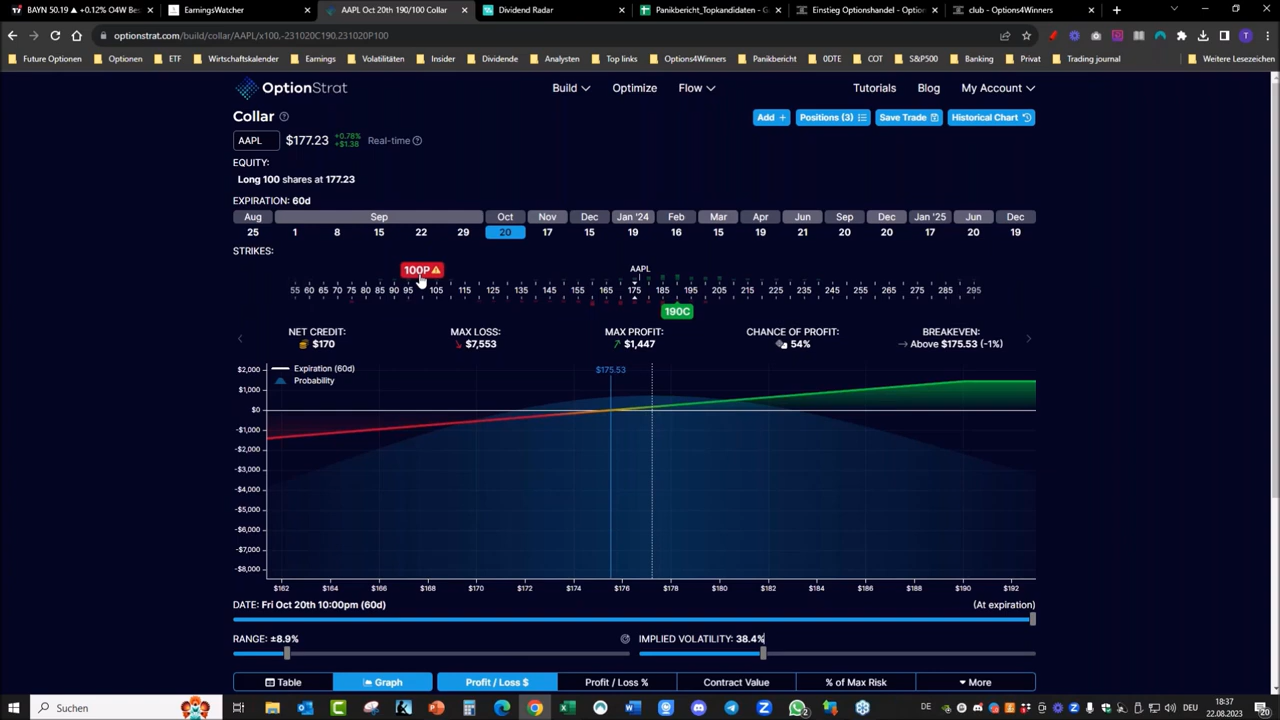 BAYN 50.19 ▲ +0.12% O4W Bes
EarningsWatcher
AAPL Oct 20th 190/100 Collar
Dividend Radar
Panikbericht_Topkandidaten - G
Einstieg Optionshandel - Option
club - Options4Winners
optionstrat.com/build/collar/AAPL/x100,-231020C190,231020P100
Future Optionen
Optionen
ETF
Wirtschaftskalender
Earnings
Volatilitäten
Insider
Dividende
Analysten
Top links
Options4Winners
Panikbericht
0DTE
COT
S&P500
Banking
Privat
Trading journal
Weitere Lesezeichen
OptionStrat
Build
Optimize
Flow
Tutorials
Blog
My Account
Collar
Add +
Positions (3)
Save Trade
Historical Chart
AAPL
$177.23
+0.78%
+$1.38
Real-time
EQUITY:
Long 100 shares at 177.23
EXPIRATION: 60d
Aug Sep Oct Nov Dec Jan '24 Feb Mar Apr Jun Sep Dec Jan '25 Jun Dec
25 1 8 15 22 29 20 17 15 19 16 15 19 21 20 20 17 20 19
STRIKES:
100P
AAPL
55 60 65 70 75 80 85 90 95 105 115 125 135 145 155 165 175 185 195 205 215 225 235 245 255 265 275 285 295
190C
NET CREDIT: MAX LOSS: MAX PROFIT: CHANCE OF PROFIT: BREAKEVEN:
$170 $7,553 $1,447 54% Above $175.53 (-1%)
Expiration (60d)
Probability
$175.53
$2,000
$1,000
$0
-$1,000
-$2,000
-$3,000
-$4,000
-$5,000
-$6,000
-$7,000
-$8,000
$162 $164 $166 $168 $170 $172 $174 $176 $178 $180 $182 $184 $186 $188 $190 $192
DATE: Fri Oct 20th 10:00pm (60d)
(At expiration)
RANGE: ±8.9%
IMPLIED VOLATILITY: 38.4%
Table
Graph
Profit / Loss $
Profit / Loss %
Contract Value
% of Max Risk
More
Suchen
DE
18:37
22.08.2023